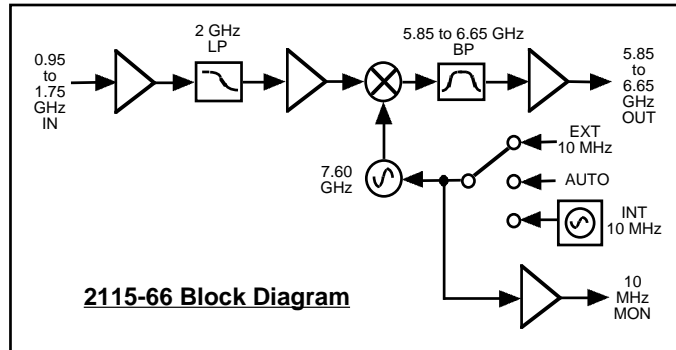 0.95
to
1.75
GHz
IN
2 GHz
LP
5.85 to 6.65 GHz
BP
5.85
to
6.65
GHz
OUT
7.60
GHz
EXT
10 MHz
AUTO
INT
10 MHz
2115-66 Block Diagram
10
MHz
MON